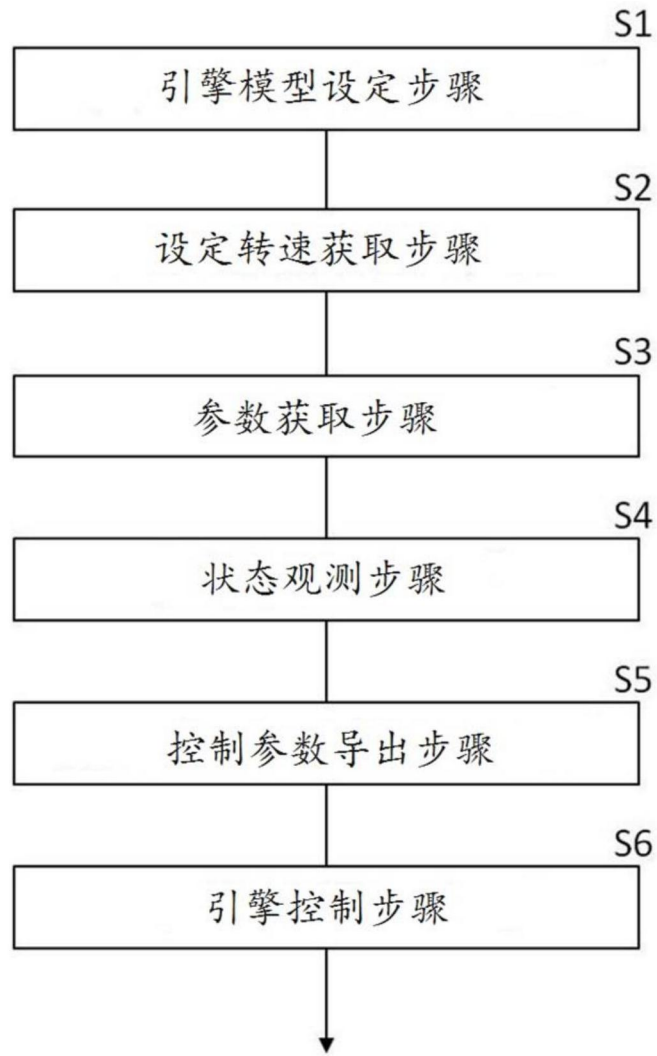 S1
引擎模型设定步骤
S2
设定转速获取步骤
S3
参数获取步骤
S4
状态观测步骤
S5
控制参数导出步骤
S6
引擎控制步骤